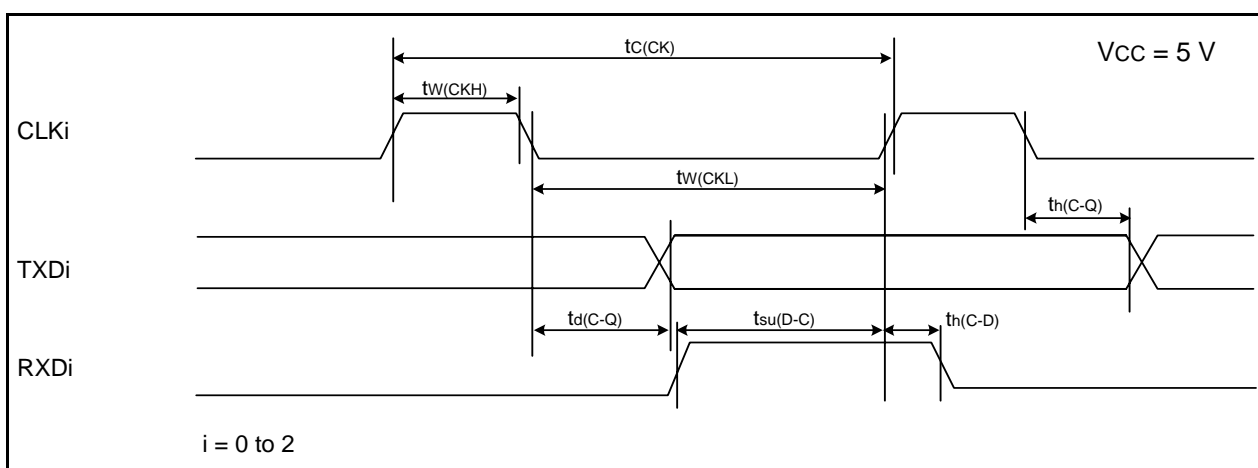 tC(CK)
VCC = 5 V
tW(CKH)
CLKi
tW(CKL)
th(C-Q)
TXDi
td(C-Q)
tsu(D-C)
th(C-D)
RXDi
i = 0 to 2